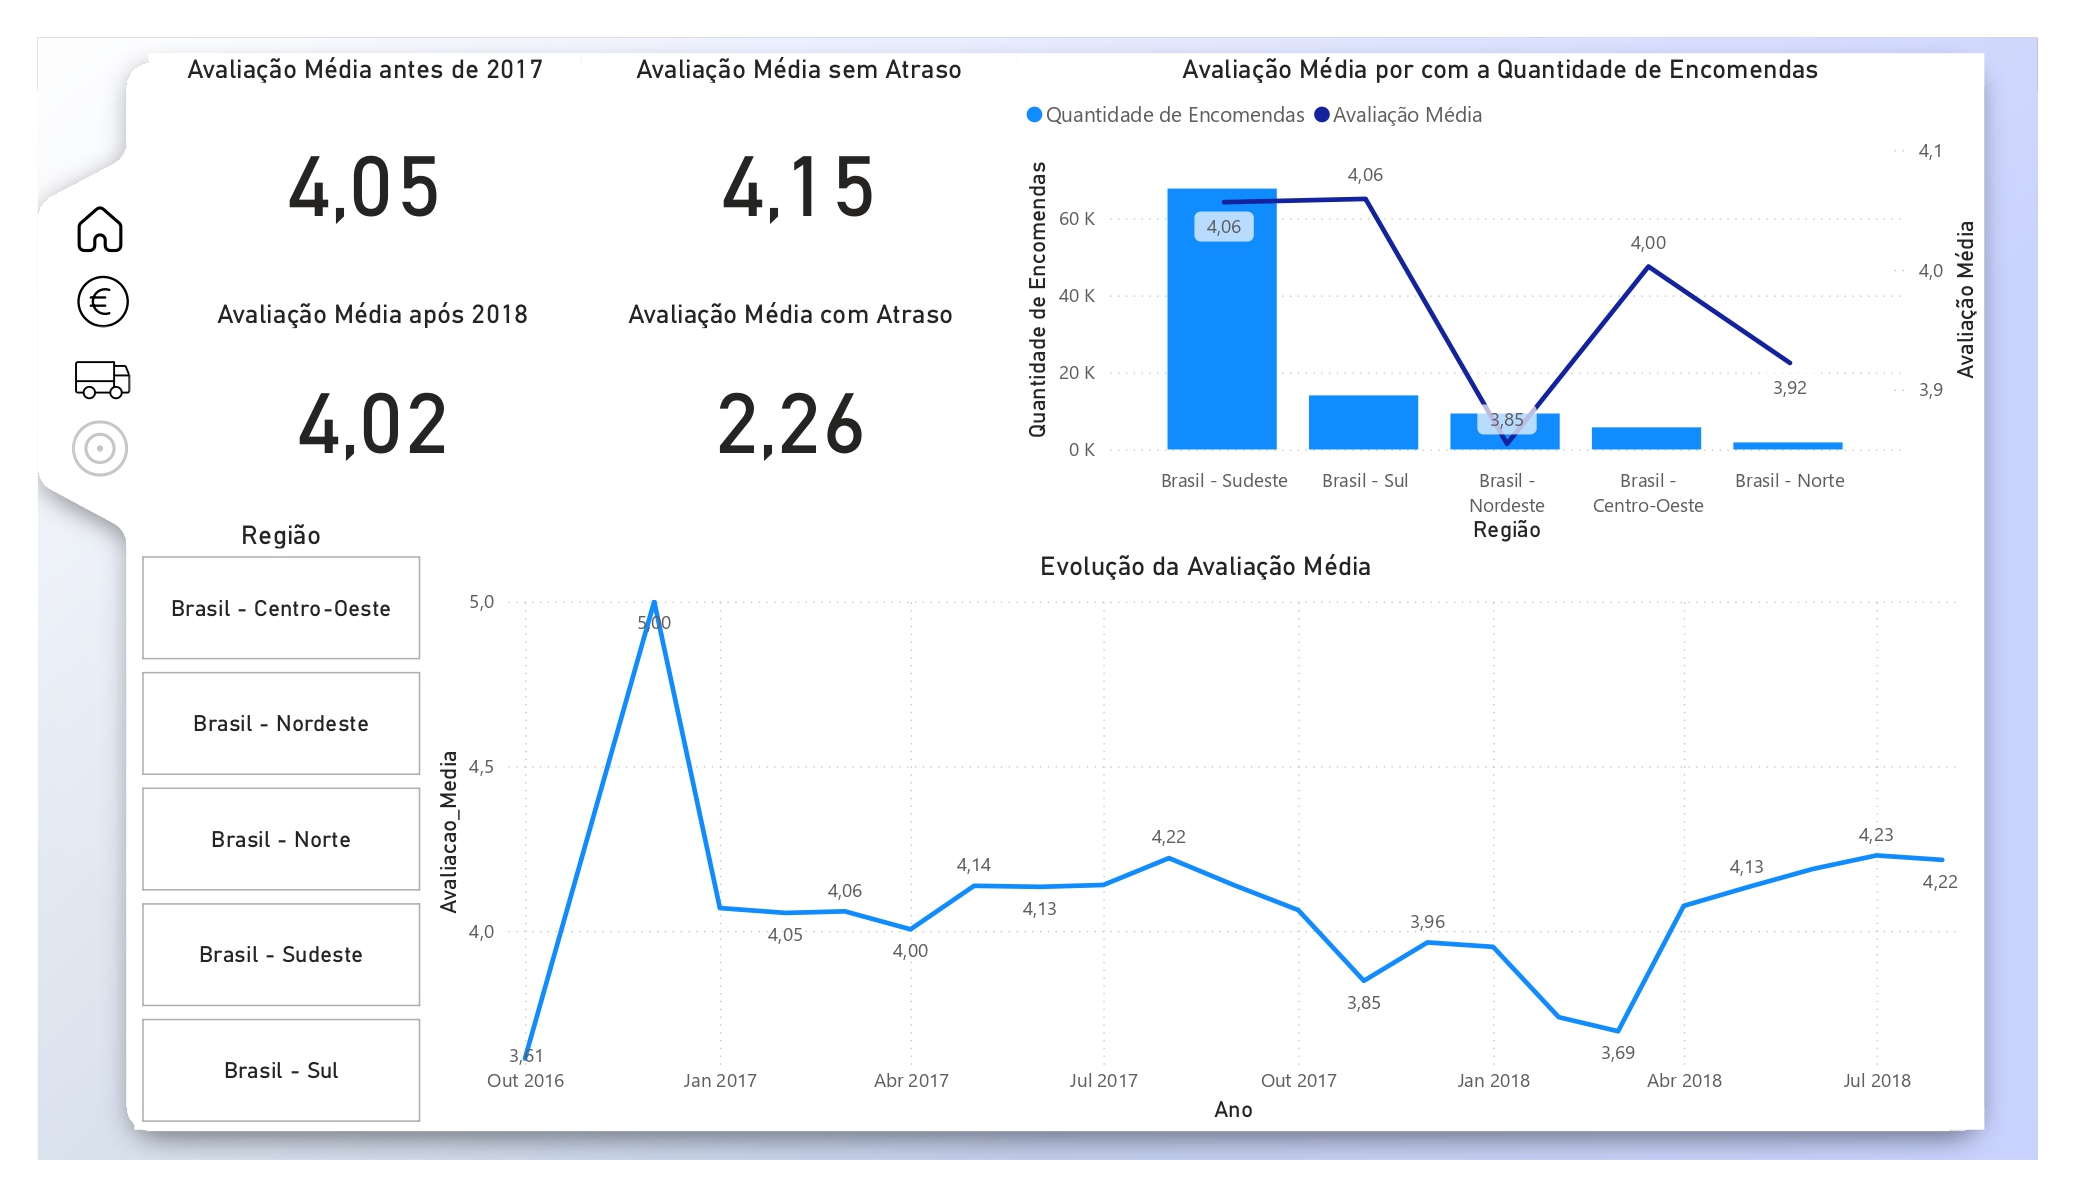 Avaliação Média antes de 2017
4,05
Avaliação Média sem Atraso
4,15
Avaliação Média após 2018
4,02
Avaliação Média com Atraso
2,26
Avaliação Média por com a Quantidade de Encomendas
Quantidade de Encomendas
Avaliação Média
Quantidade de Encomendas
60 K
40 K
20 K
0 K
4,06
4,06
3,85
4,00
3,92
4,1
4,0
3,9
Avaliação Média
Brasil - Sudeste
Brasil - Sul
Brasil -
Nordeste
Brasil -
Centro-Oeste
Brasil - Norte
Região
Região
Brasil - Centro-Oeste
Brasil - Nordeste
Brasil - Norte
Brasil - Sudeste
Brasil - Sul
Evolução da Avaliação Média
Avaliacao_Media
5,0
4,5
4,0
3,61
5,00
4,05
4,06
4,00
4,14
4,13
4,22
3,85
3,96
3,69
4,13
4,23
4,22
Out 2016
Jan 2017
Abr 2017
Jul 2017
Out 2017
Jan 2018
Abr 2018
Jul 2018
Ano